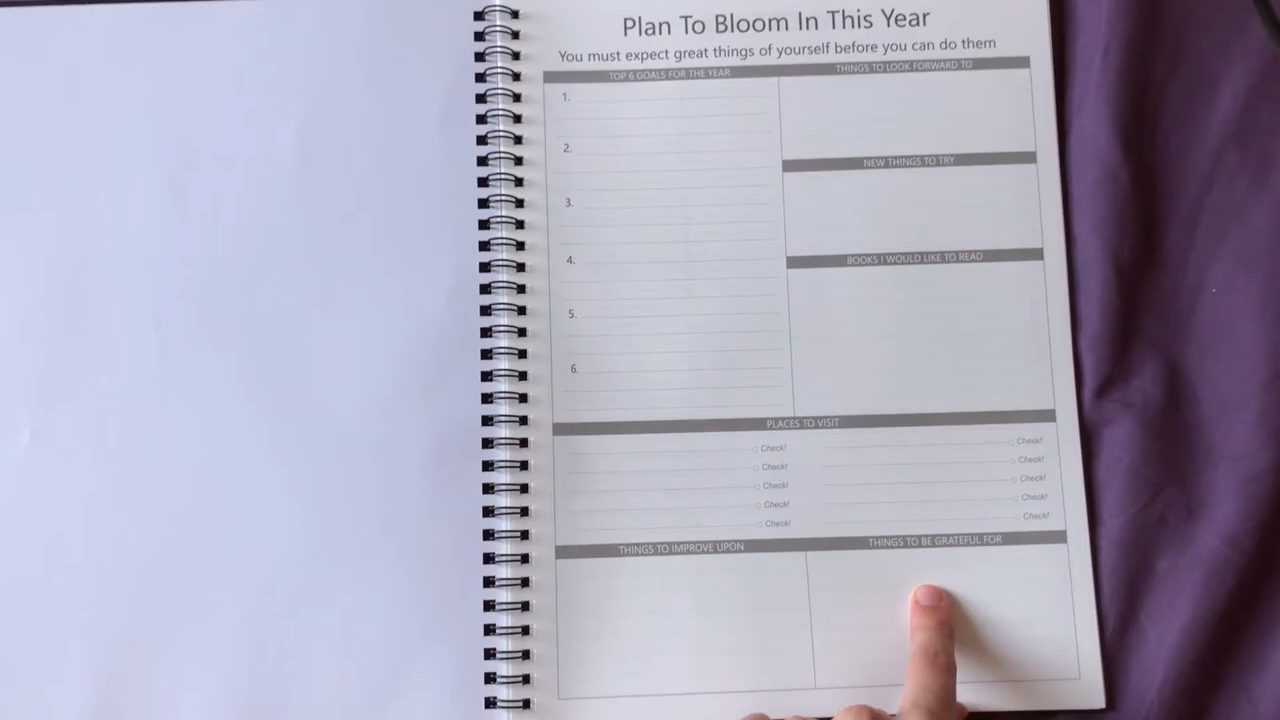 Plan To Bloom In This Year
You must expect great things of yourself before you can do them
TOP 6 GOALS FOR THE YEAR
1.
2.
3.
4.
5.
6.
THINGS TO LOOK FORWARD TO
NEW THINGS TO TRY
BOOKS I WOULD LIKE TO READ
PLACES TO VISIT
Check!
Check!
Check!
Check!
Check!
Check!
Check!
Check!
Check!
Check!
THINGS TO IMPROVE UPON
THINGS TO BE GRATEFUL FOR